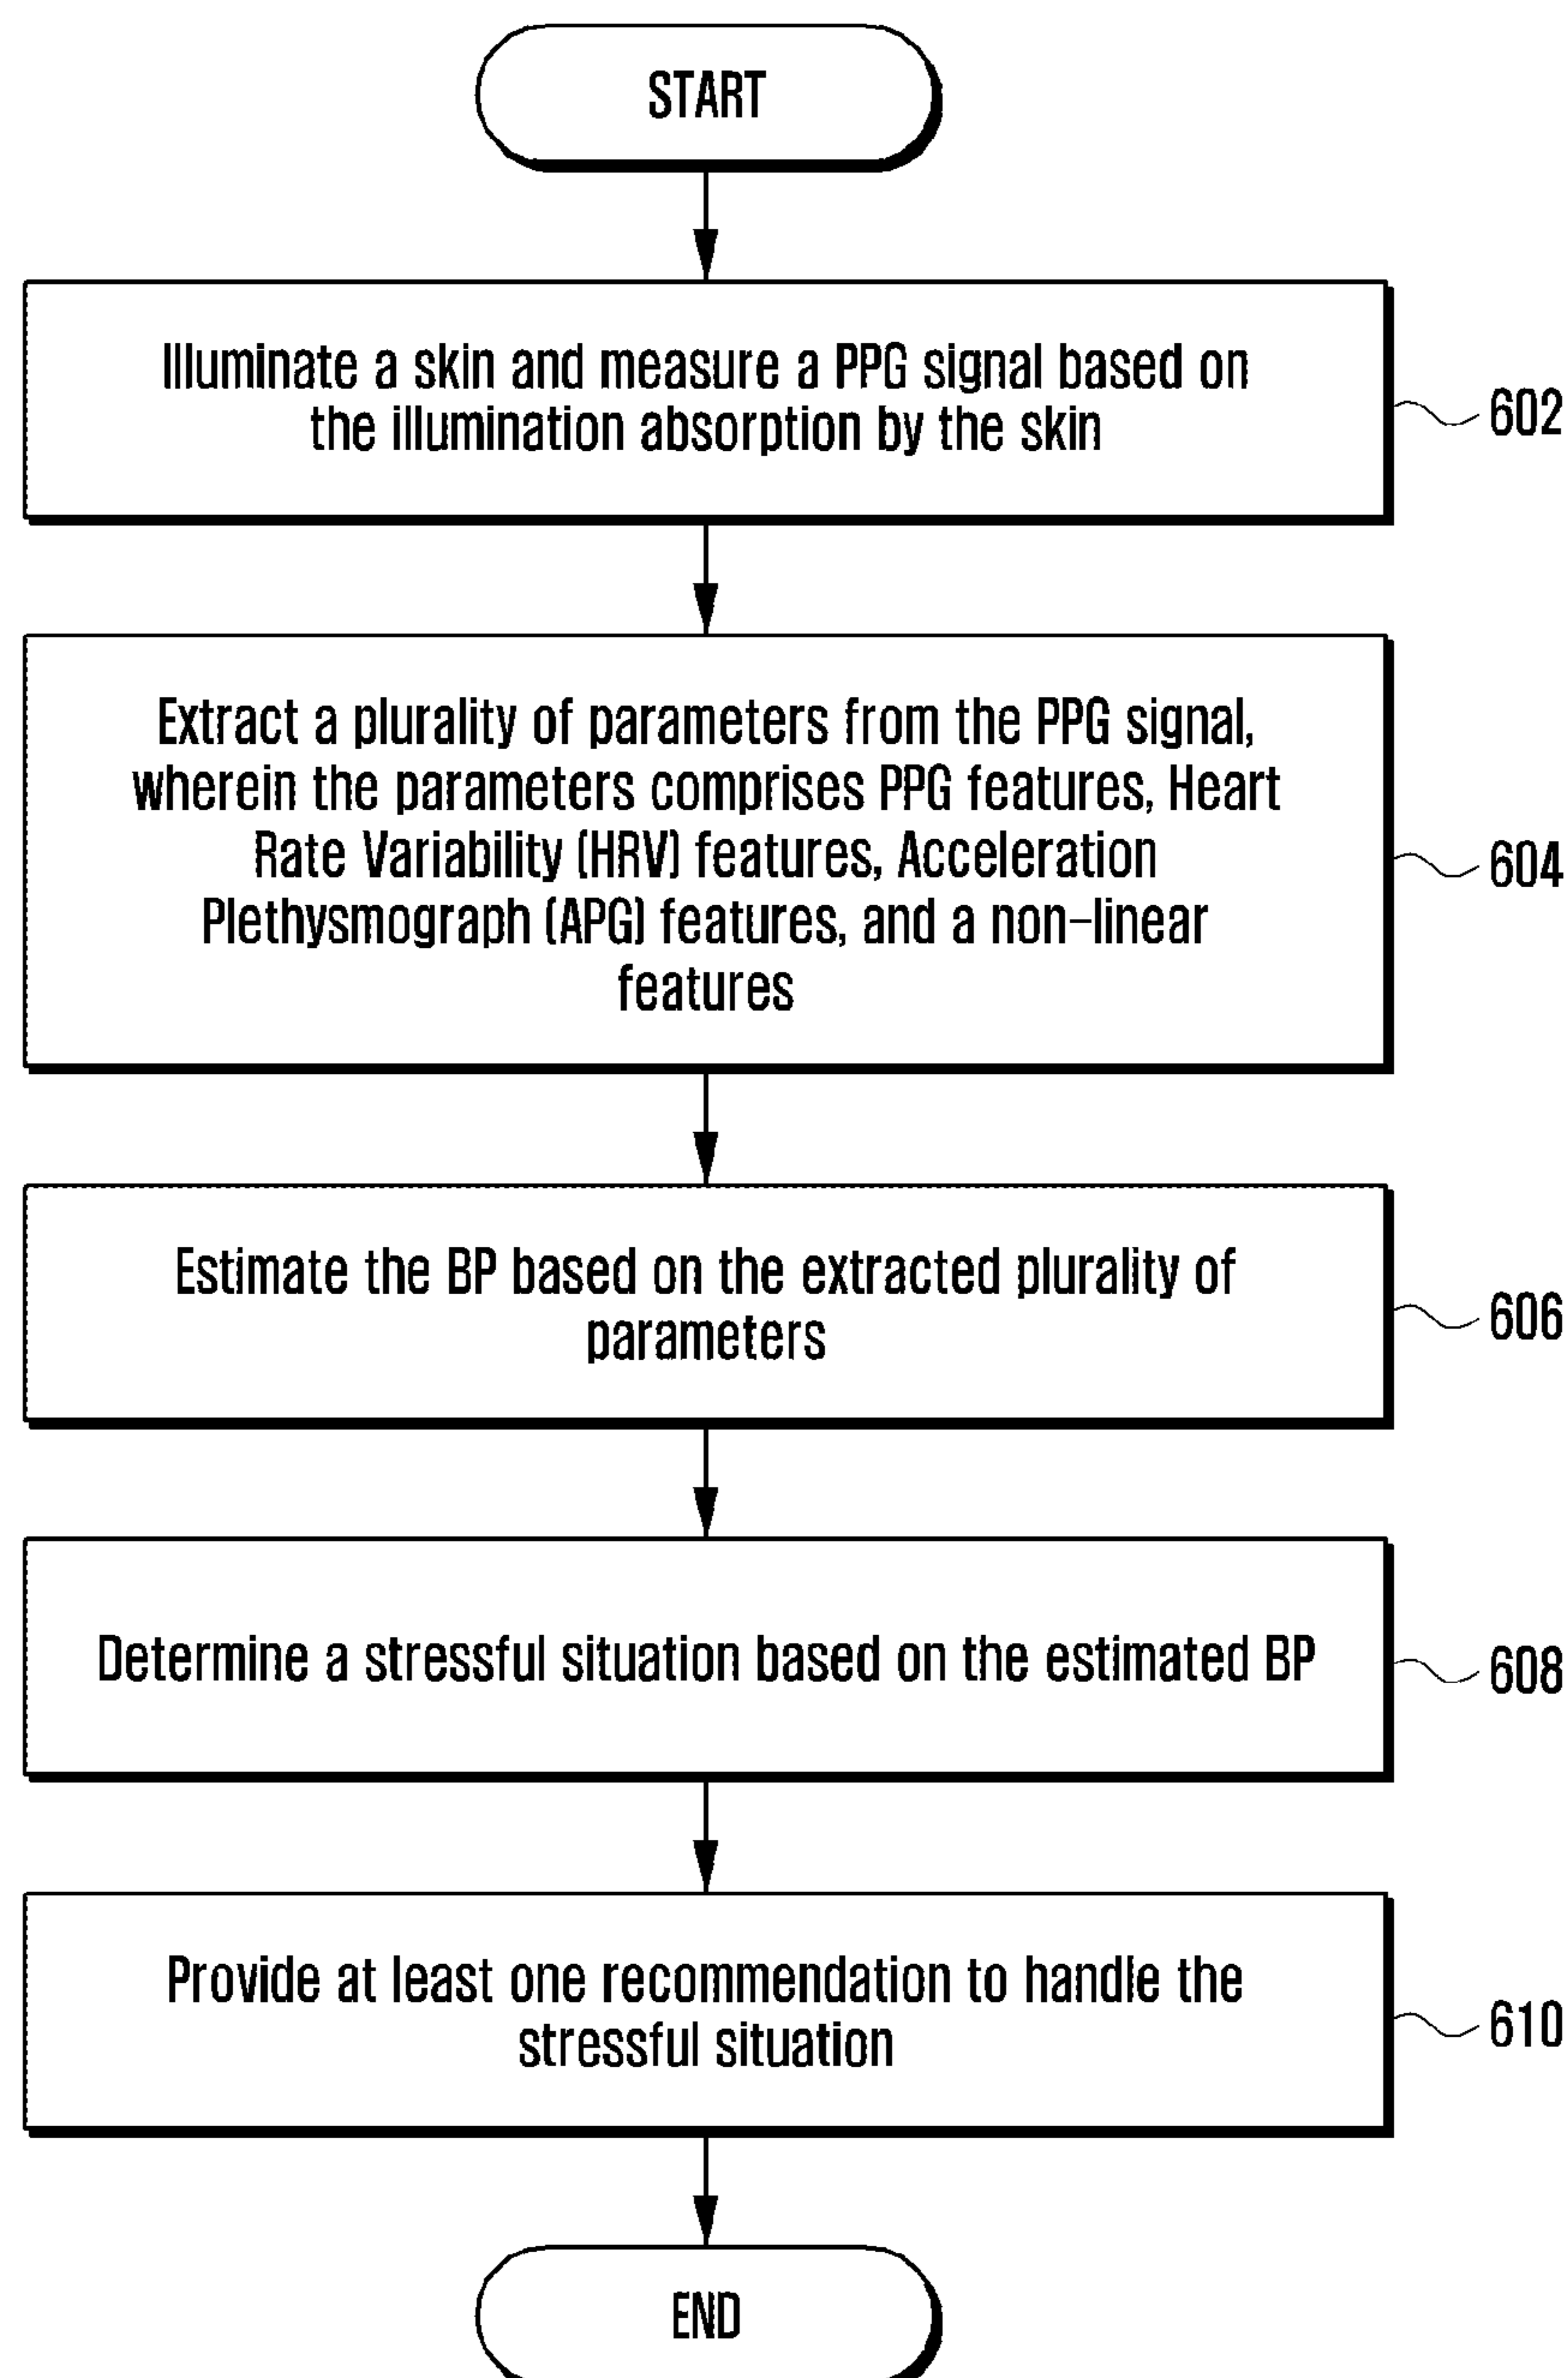 START
Illuminate a skin and measure a PPG signal based on
the illumination absorption by the skin
602
Extract a plurality of parameters from the PPG signal,
wherein the parameters comprises PPG features, Heart
Rate Variability (HRV) features, Acceleration
Plethysmograph (APG) features, and a non-linear
features
604
Estimate the BP based on the extracted plurality of
parameters
606
Determine a stressful situation based on the estimated BP
608
Provide at least one recommendation to handle the
stressful situation
610
END